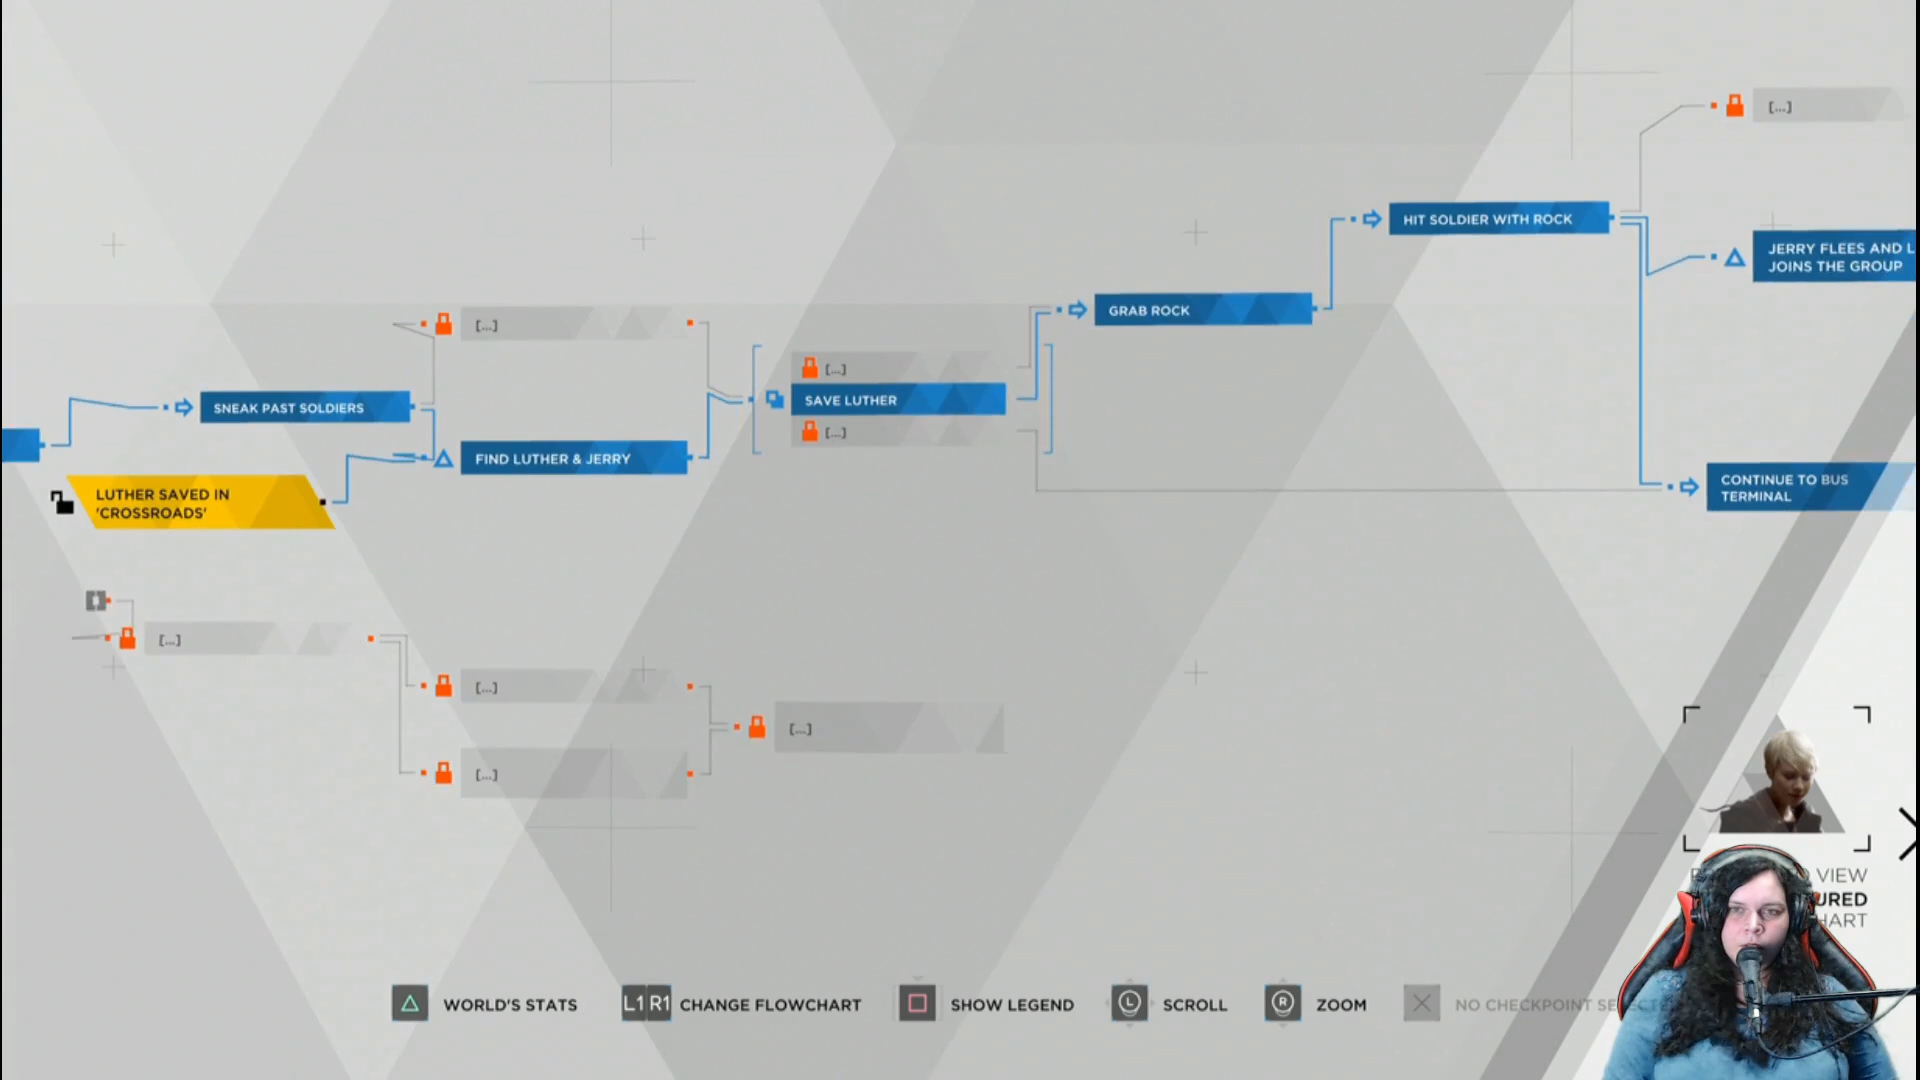 [...]
HIT SOLDIER WITH ROCK
JERRY FLEES AND L
JOINS THE GROUP
GRAB ROCK
[...]
[...]
SAVE LUTHER
[...]
SNEAK PAST SOLDIERS
FIND LUTHER & JERRY
LUTHER SAVED IN
'CROSSROADS'
CONTINUE TO BUS
TERMINAL
[...]
[...]
[...]
[...]
VIEW
URED
HART
WORLD'S STATS
L1 R1 CHANGE FLOWCHART
SHOW LEGEND
L SCROLL
R ZOOM
NO CHECKPOINT SELECTE